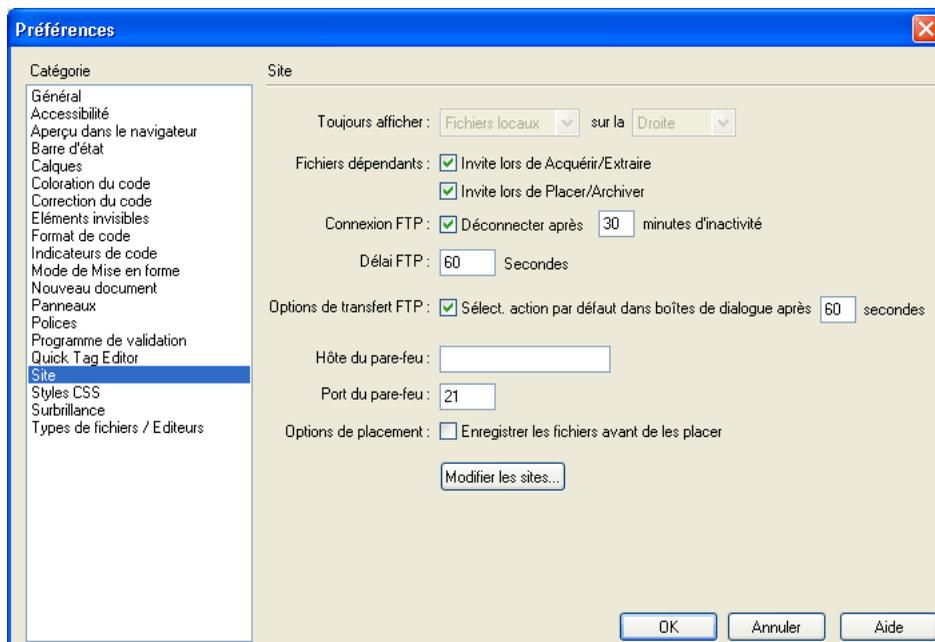 Préférences
Catégorie
Général
Accessibilité
Aperçu dans le navigateur
Barre d'état
Calques
Coloration du code
Correction du code
Eléments invisibles
Format de code
Indicateurs de code
Mode de Mise en forme
Nouveau document
Panneaux
Polices
Programme de validation
Quick Tag Editor
Site
Styles CSS
Surbrillance
Types de fichiers / Editeurs
Site
Toujours afficher : Fichiers locaux sur la Droite
Fichiers dépendants : Invite lors de Acquérir/Extraire
Invite lors de Placer/Archiver
Connexion FTP : Déconnecter après 30 minutes d'inactivité
Délai FTP : 60 Secondes
Options de transfert FTP : Sélect. action par défaut dans boîtes de dialogue après 60 secondes
Hôte du pare-feu :
Port du pare-feu : 21
Options de placement : Enregistrer les fichiers avant de les placer
Modifier les sites...
OK Annuler Aide